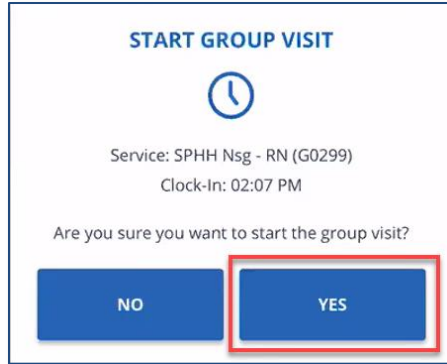 START GROUP VISIT
Service: SPHH Nsg - RN (G0299)
Clock-In: 02:07 PM
Are you sure you want to start the group visit?
NO
YES